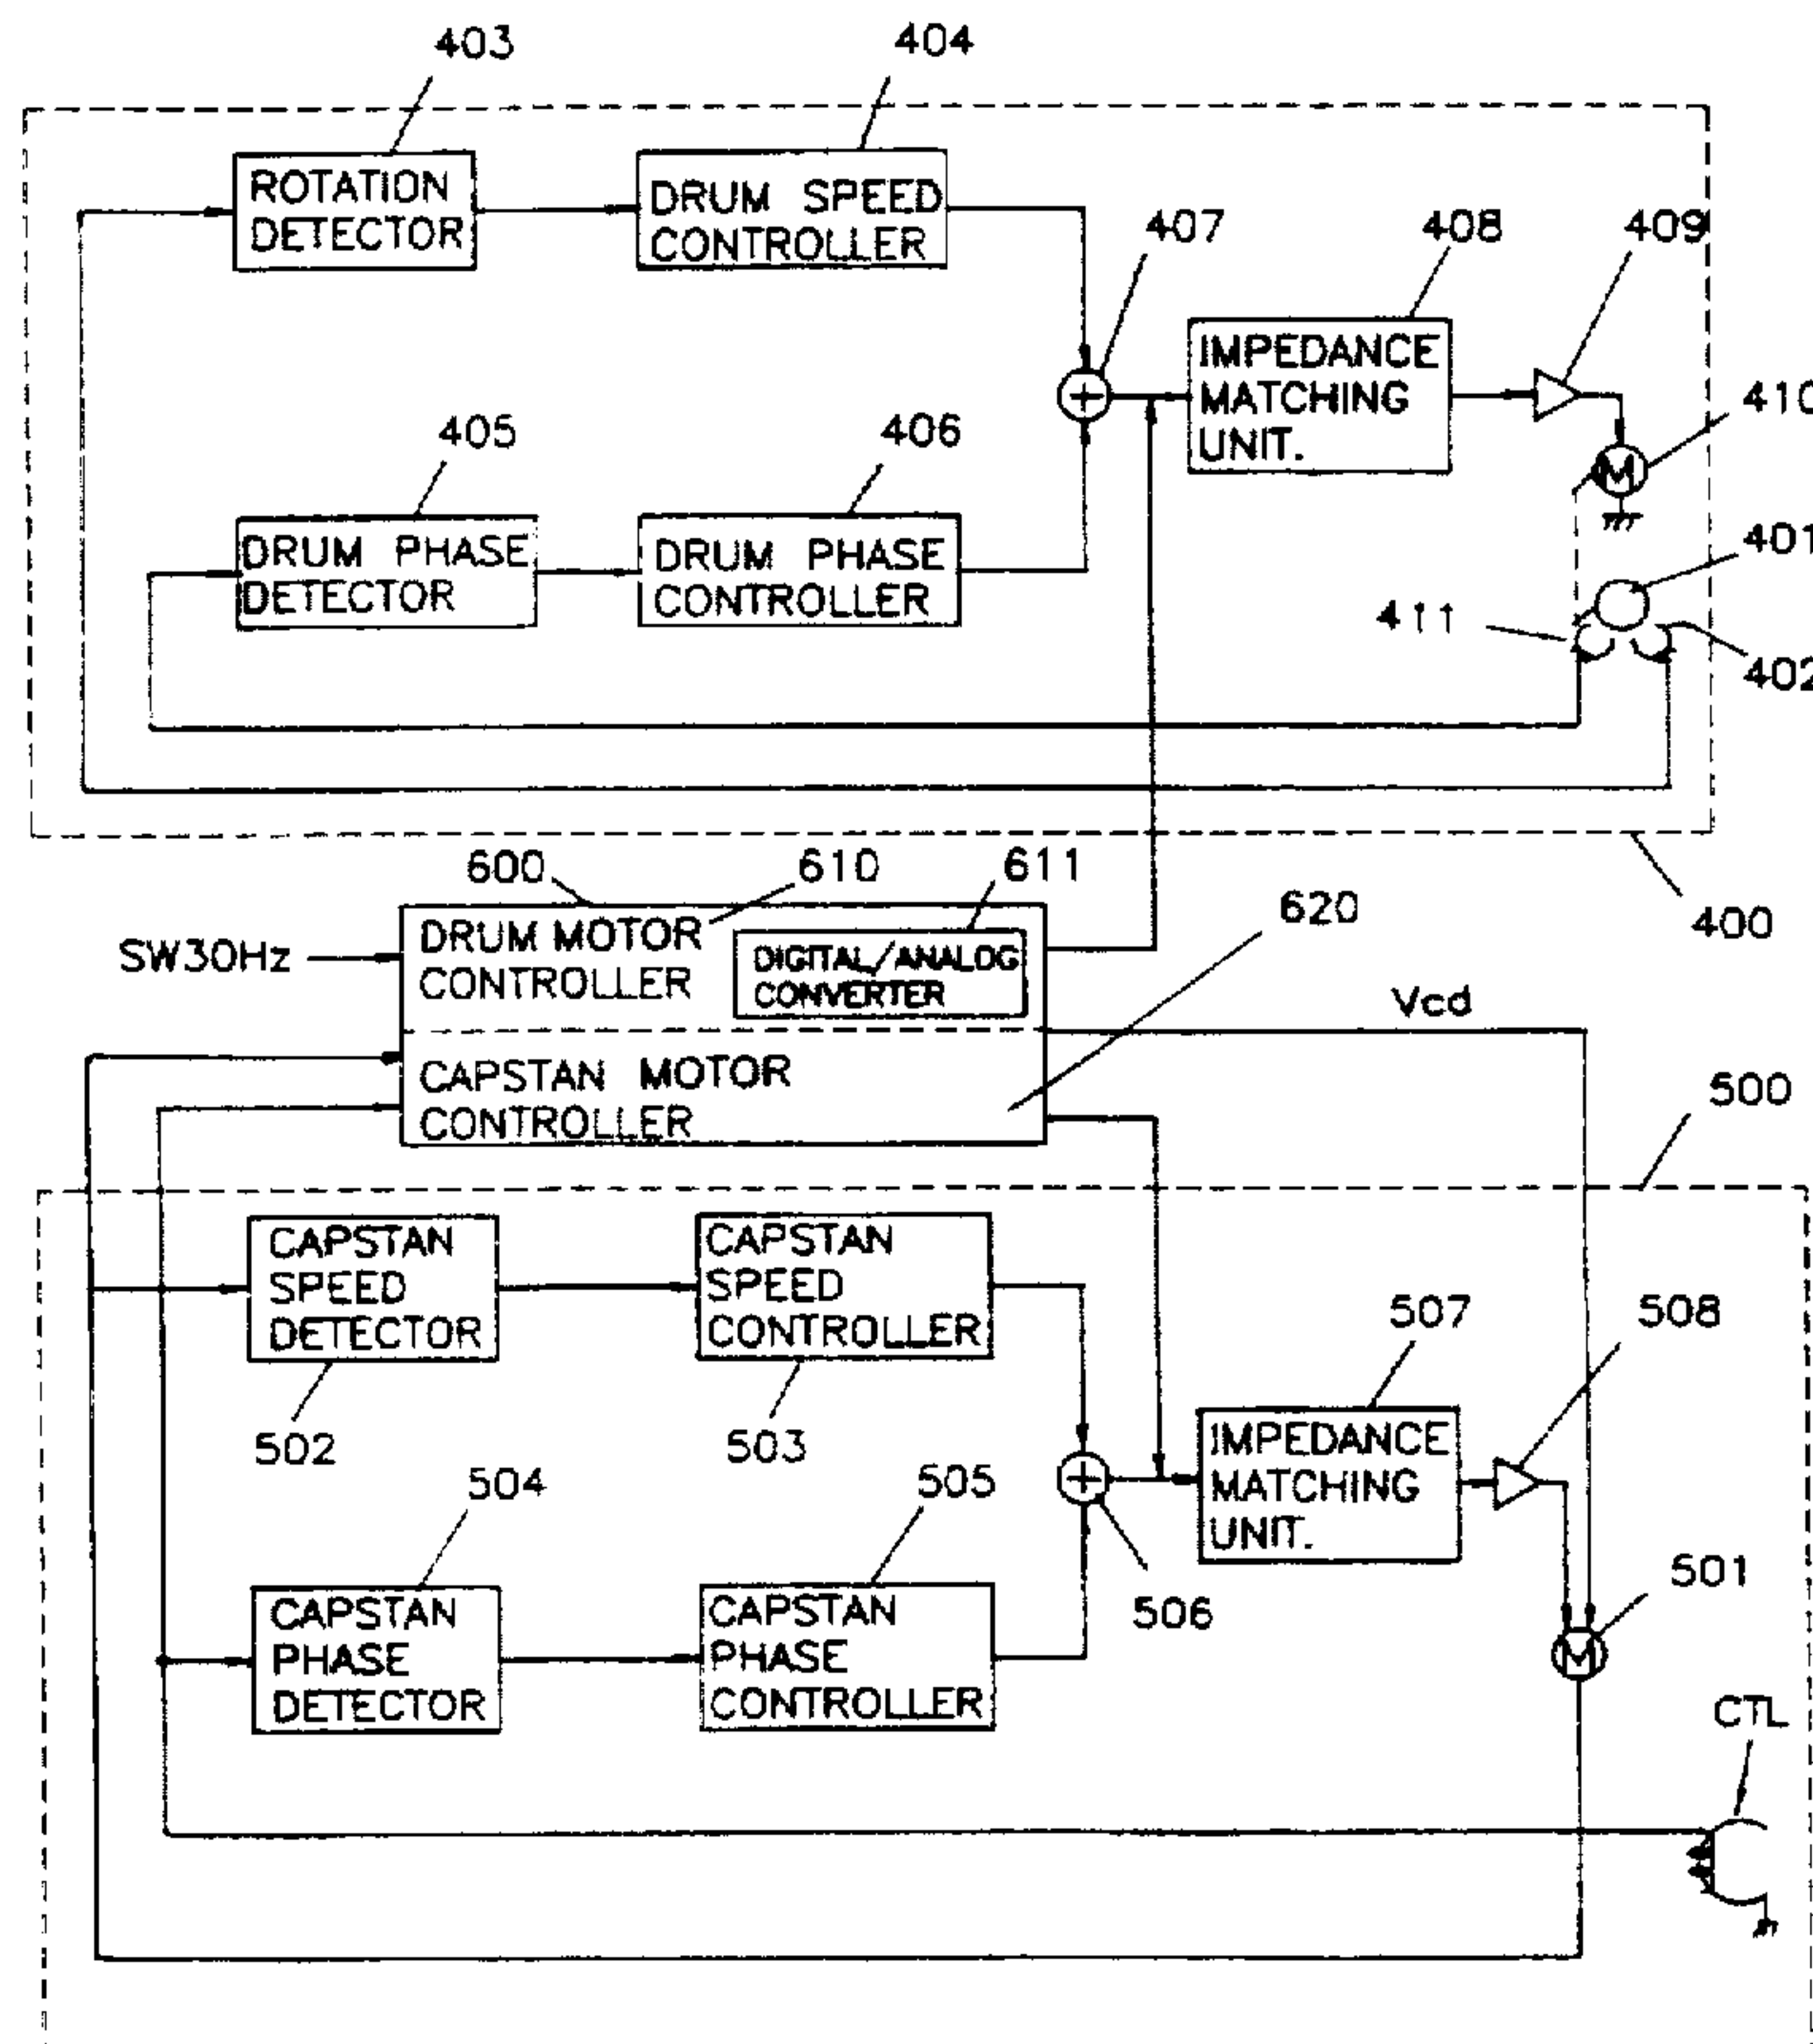 403
404
ROTATION
DETECTOR
DRUM SPEED
CONTROLLER
407
408
409
IMPEDANCE
MATCHING
UNIT.
410
405
406
DRUM PHASE
DETECTOR
DRUM PHASE
CONTROLLER
401
411
402
600
610
611
620
400
SW30Hz
DRUM MOTOR
CONTROLLER
DIGITAL/ANALOG
CONVERTER
Vcd
CAPSTAN MOTOR
CONTROLLER
500
CAPSTAN
SPEED
DETECTOR
CAPSTAN
SPEED
CONTROLLER
507
508
502
503
IMPEDANCE
MATCHING
UNIT.
504
505
506
501
CAPSTAN
PHASE
DETECTOR
CAPSTAN
PHASE
CONTROLLER
CTL